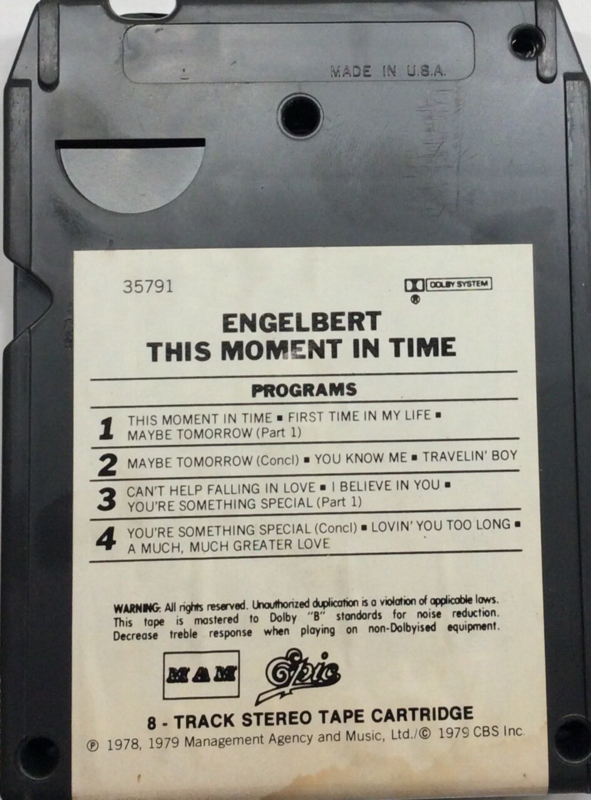 MADE IN U.S.A.
35791
DOLBY SYSTEM
®
ENGELBERT
THIS MOMENT IN TIME
PROGRAMS
1 THIS MOMENT IN TIME ▪ FIRST TIME IN MY LIFE ▪
MAYBE TOMORROW (Part 1)
2 MAYBE TOMORROW (Concl) ▪ YOU KNOW ME ▪ TRAVELIN' BOY
3 CAN'T HELP FALLING IN LOVE ▪ I BELIEVE IN YOU ▪
YOU'RE SOMETHING SPECIAL (Part 1)
4 YOU'RE SOMETHING SPECIAL (Concl) ▪ LOVIN' YOU TOO LONG ▪
A MUCH, MUCH GREATER LOVE
WARNING: All rights reserved. Unauthorized duplication is a violation of applicable laws.
This tape is mastered to Dolby "B" standards for noise reduction.
Decrease treble response when playing on non-Dolbyised equipment.
MAM Epic
8 - TRACK STEREO TAPE CARTRIDGE
℗ 1978, 1979 Management Agency and Music, Ltd./© 1979 CBS Inc.